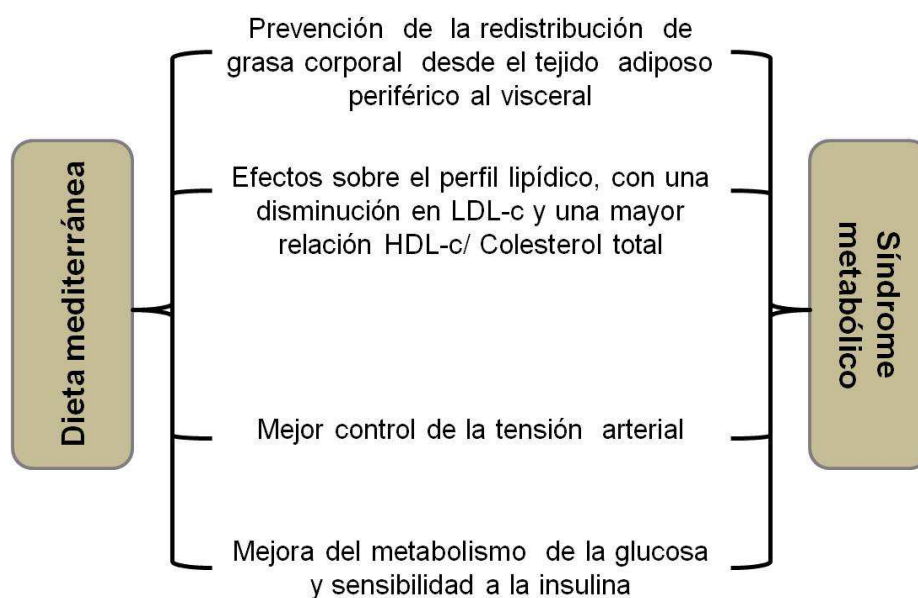 Prevención de la redistribución de
grasa corporal desde el tejido adiposo
periférico al visceral
Dieta mediterránea
Efectos sobre el perfil lipídico, con una
disminución en LDL-c y una mayor
relación HDL-c/ Colesterol total
Síndrome
metabólico
Mejor control de la tensión arterial
Mejora del metabolismo de la glucosa
y sensibilidad a la insulina